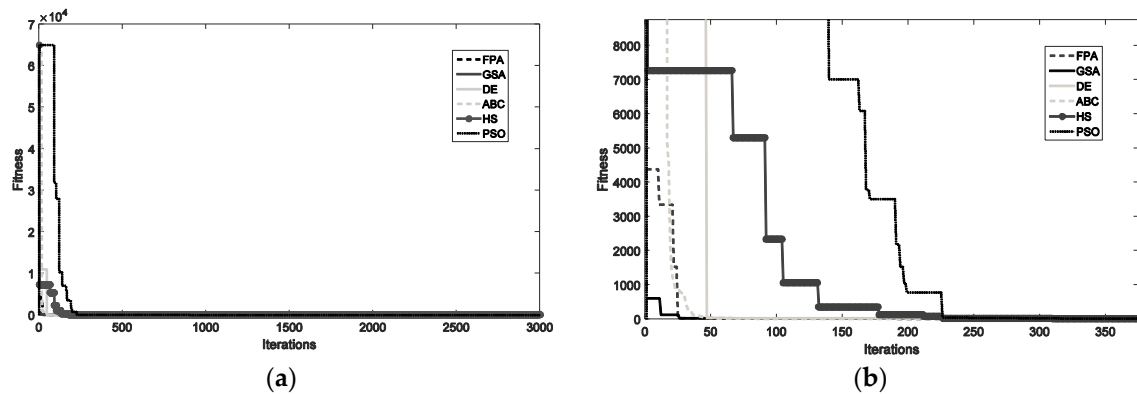 7 ×10⁴
6
5
4
3
2
1
0
Fitness
0 500 1000 1500 2000 2500 3000
Iterations
FPA
GSA
DE
ABC
HS
PSO
(a)
8000
7000
6000
5000
4000
3000
2000
1000
0
Fitness
0 50 100 150 200 250 300 350
Iterations
FPA
GSA
DE
ABC
HS
PSO
(b)